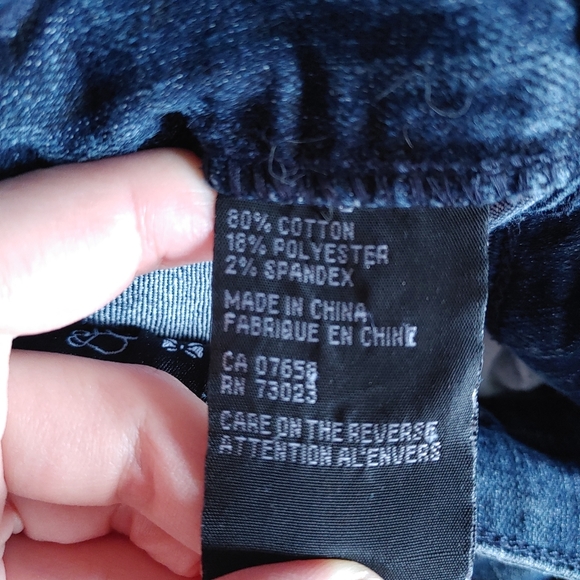 80% COTTON
18% POLYESTER
2% SPANDEX
MADE IN CHINA
FABRIQUE EN CHINE
CA 07658
RN 73023
CARE ON THE REVERSE
ATTENTION AL'ENVERS